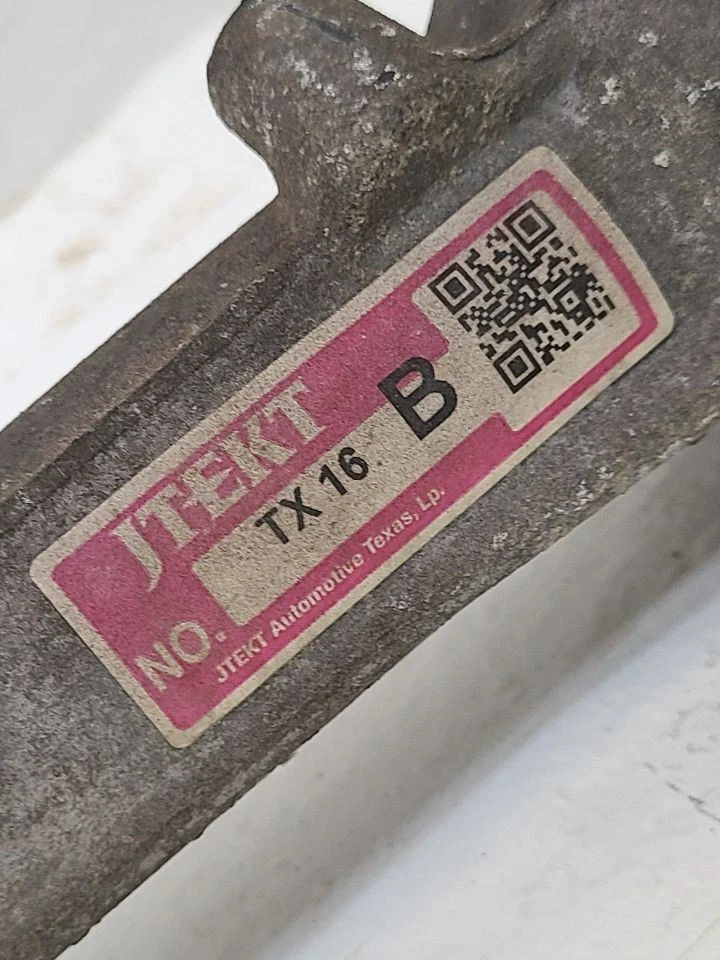 JTEKT
TX 16 B
NO.
JTEKT Automotive Texas, Lp.